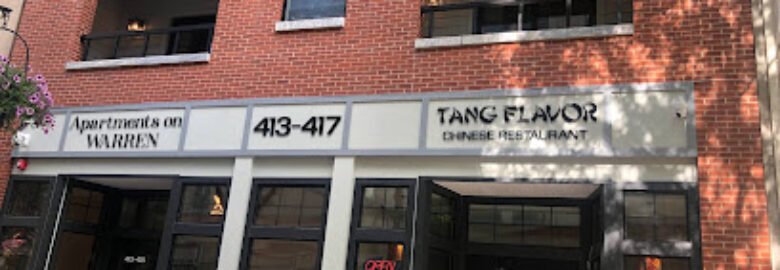 Apartments on
WARREN
413-417
TANG FLAVOR
CHINESE RESTAURANT
OPEN